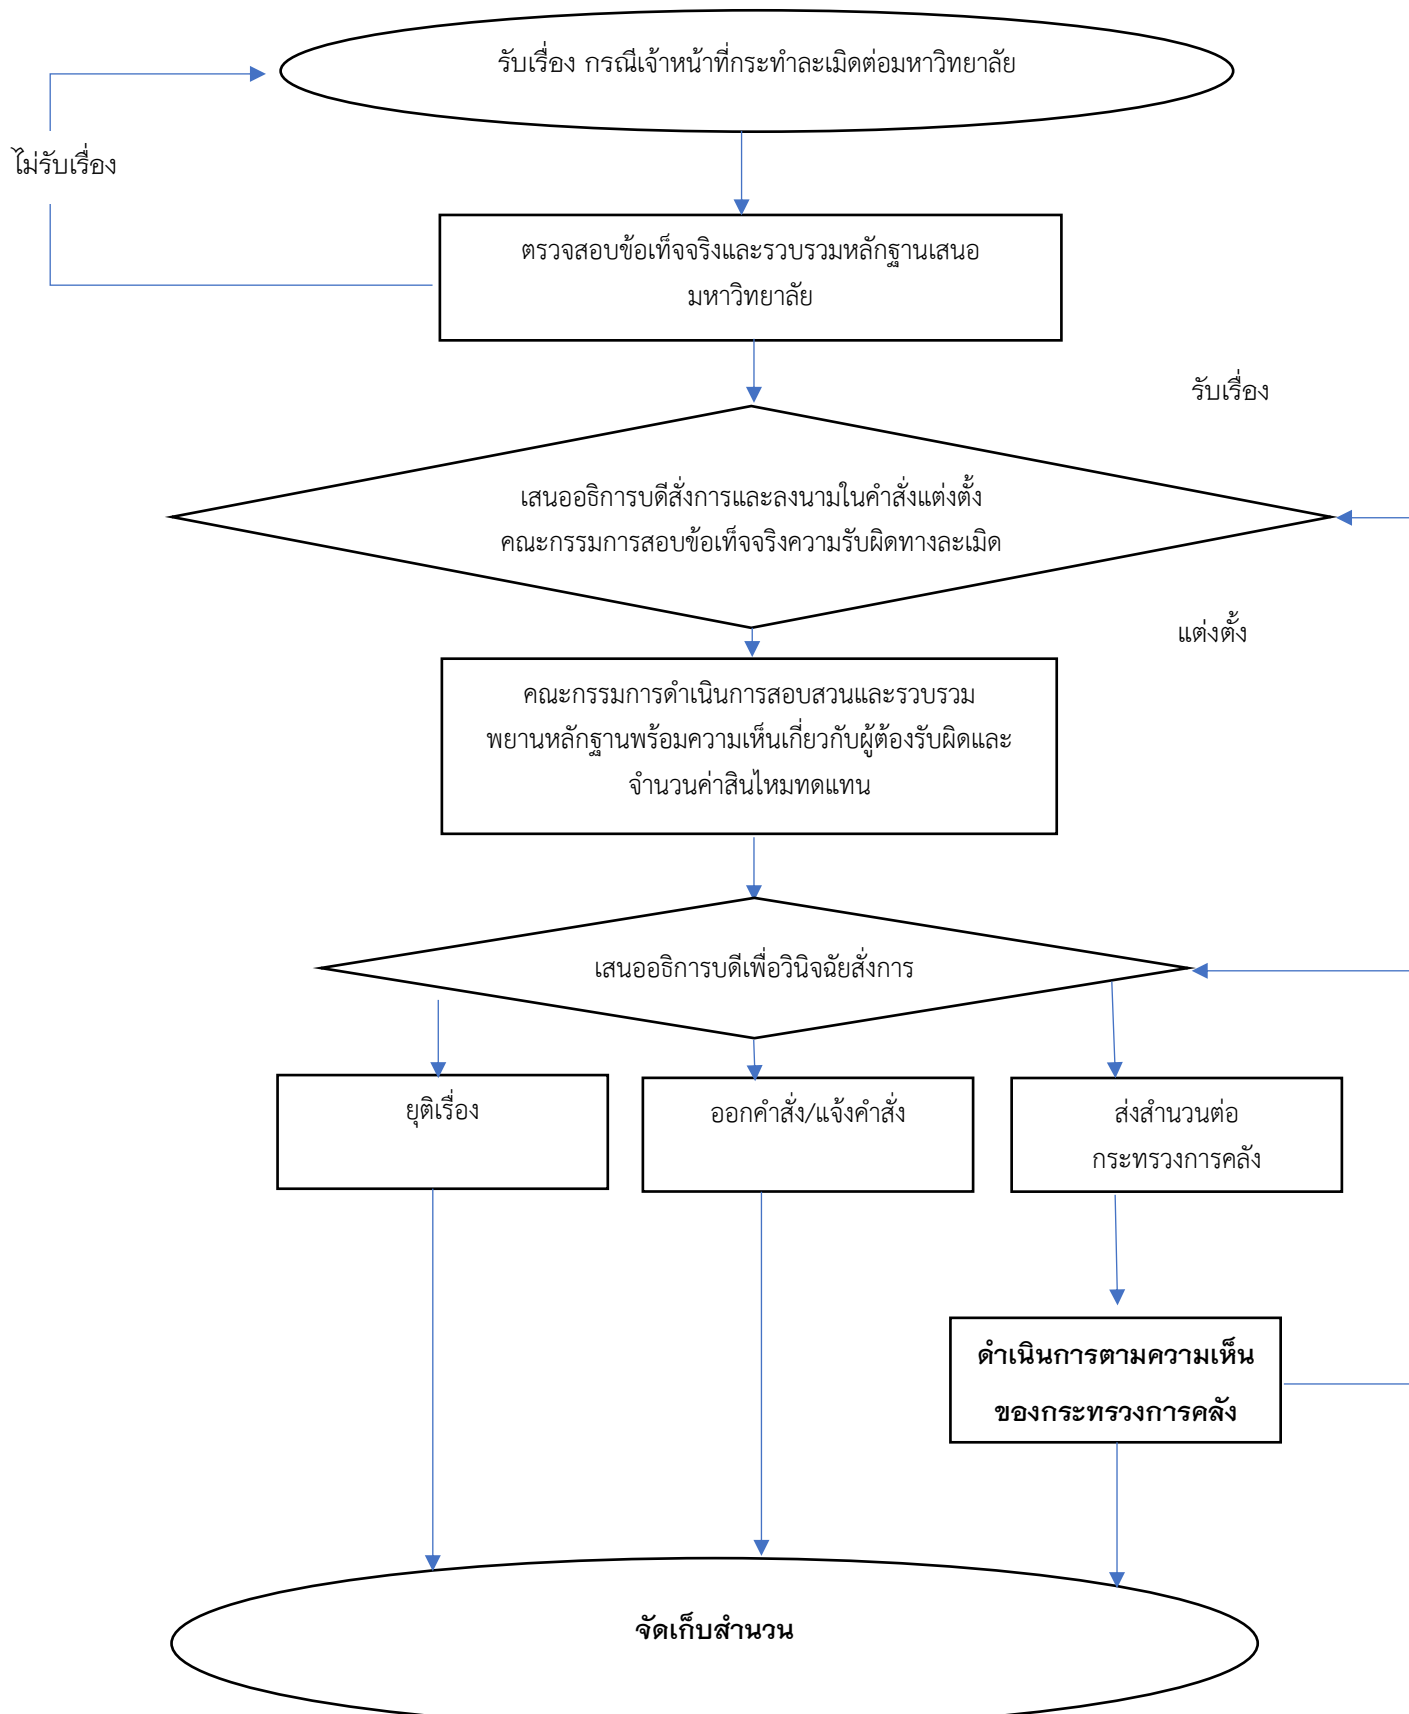 รับเรื่อง กรณีเจ้าหน้าที่กระทำละเมิดต่อมหาวิทยาลัย
ไม่รับเรื่อง
ตรวจสอบข้อเท็จจริงและรวบรวมหลักฐานเสนอ
มหาวิทยาลัย
รับเรื่อง
เสนออธิการบดีสั่งการและลงนามในคำสั่งแต่งตั้ง
คณะกรรมการสอบข้อเท็จจริงความรับผิดทางละเมิด
แต่งตั้ง
คณะกรรมการดำเนินการสอบสวนและรวบรวม
พยานหลักฐานพร้อมความเห็นเกี่ยวกับผู้ต้องรับผิดและ
จำนวนค่าสินไหมทดแทน
เสนออธิการบดีเพื่อวินิจฉัยสั่งการ
ยุติเรื่อง
ออกคำสั่ง/แจ้งคำสั่ง
ส่งสำนวนต่อ
กระทรวงการคลัง
ดำเนินการตามความเห็น
ของกระทรวงการคลัง
จัดเก็บสำนวน